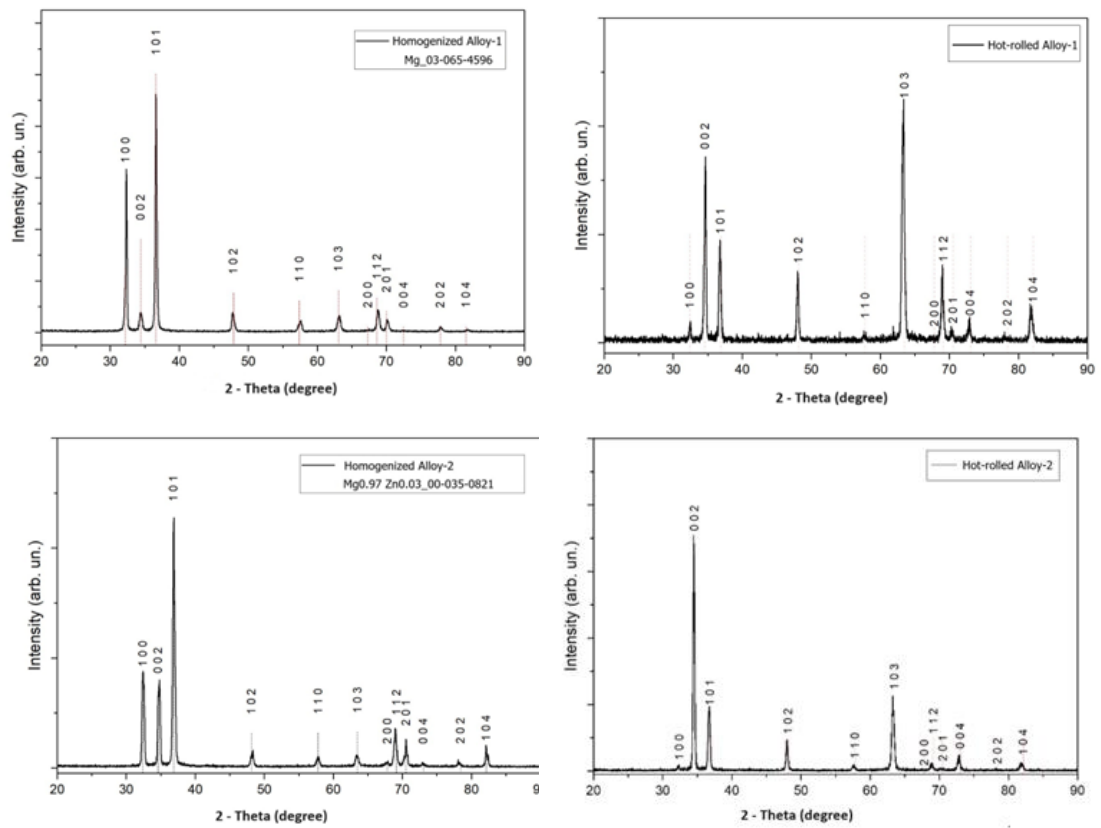 Homogenized Alloy-1
Mg_03-065-4596
Intensity (arb. un.)
1 0 0
0 0 2
1 0 1
1 0 2
1 1 0
1 0 3
2 0 0
1 1 2
2 0 1
0 0 4
2 0 2
1 0 4
20 30 40 50 60 70 80 90
2 - Theta (degree)
Hot-rolled Alloy-1
Intensity (arb. un.)
1 0 0
0 0 2
1 0 1
1 0 2
1 1 0
1 0 3
2 0 0
1 1 2
2 0 1
0 0 4
2 0 2
1 0 4
20 30 40 50 60 70 80 90
2 - Theta (degree)
Homogenized Alloy-2
Mg0.97 Zn0.03_00-035-0821
Intensity (arb. un.)
1 0 0
0 0 2
1 0 1
1 0 2
1 1 0
1 0 3
2 0 0
1 1 2
2 0 1
0 0 4
2 0 2
1 0 4
20 30 40 50 60 70 80
2 - Theta (degree)
Hot-rolled Alloy-2
Intensity (arb. un.)
1 0 0
0 0 2
1 0 1
1 0 2
1 1 0
1 0 3
2 0 0
1 1 2
2 0 1
0 0 4
2 0 2
1 0 4
20 30 40 50 60 70 80 90
2 - Theta (degree)